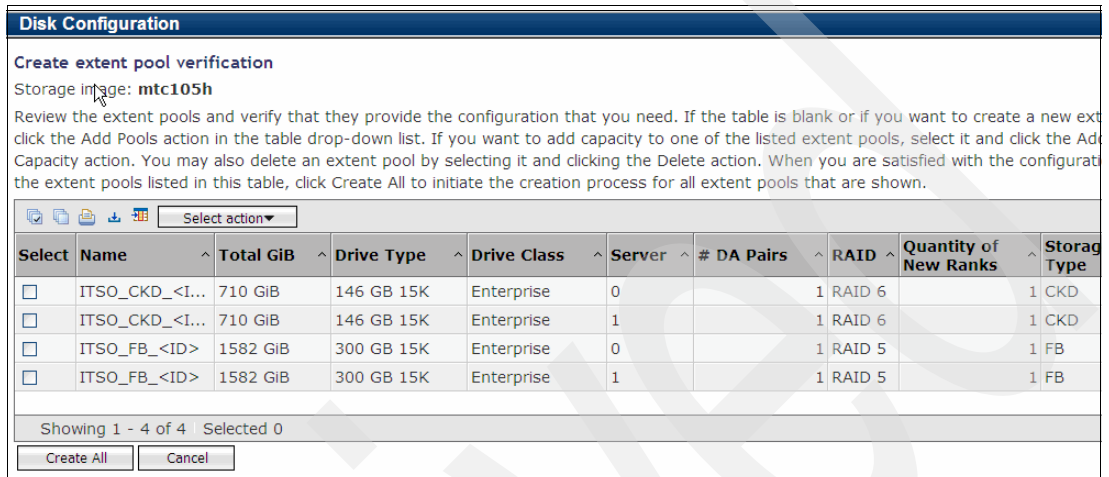 Disk Configuration
Create extent pool verification
Storage image: mtc105h
Review the extent pools and verify that they provide the configuration that you need. If the table is blank or if you want to create a new ext
click the Add Pools action in the table drop-down list. If you want to add capacity to one of the listed extent pools, select it and click the Add
Capacity action. You may also delete an extent pool by selecting it and clicking the Delete action. When you are satisfied with the configurati
the extent pools listed in this table, click Create All to initiate the creation process for all extent pools that are shown.
Select action▼
Select Name ^ Total GiB ^ Drive Type ^ Drive Class ^ Server ^ # DA Pairs ^ RAID ^ Quantity of New Ranks ^ Storag Type
ITSO_CKD_<I... 710 GiB 146 GB 15K Enterprise 0 1 RAID 6 1 CKD
ITSO_CKD_<I... 710 GiB 146 GB 15K Enterprise 1 1 RAID 6 1 CKD
ITSO_FB_<ID> 1582 GiB 300 GB 15K Enterprise 0 1 RAID 5 1 FB
ITSO_FB_<ID> 1582 GiB 300 GB 15K Enterprise 1 1 RAID 5 1 FB
Showing 1 - 4 of 4 Selected 0
Create All Cancel